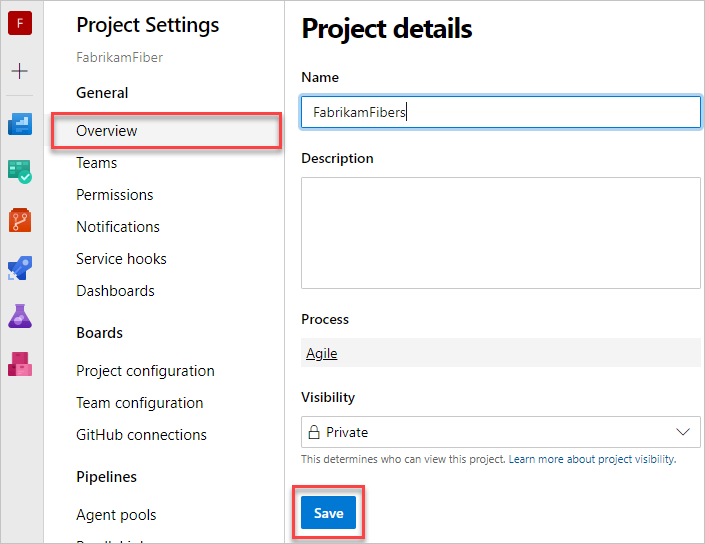 F
Project Settings
FabrikamFiber
General
Overview
Teams
Permissions
Notifications
Service hooks
Dashboards
Boards
Project configuration
Team configuration
GitHub connections
Pipelines
Agent pools
Project details
Name
FabrikamFibers
Description
Process
Agile
Visibility
Private
This determines who can view this project. Learn more about project visibility.
Save